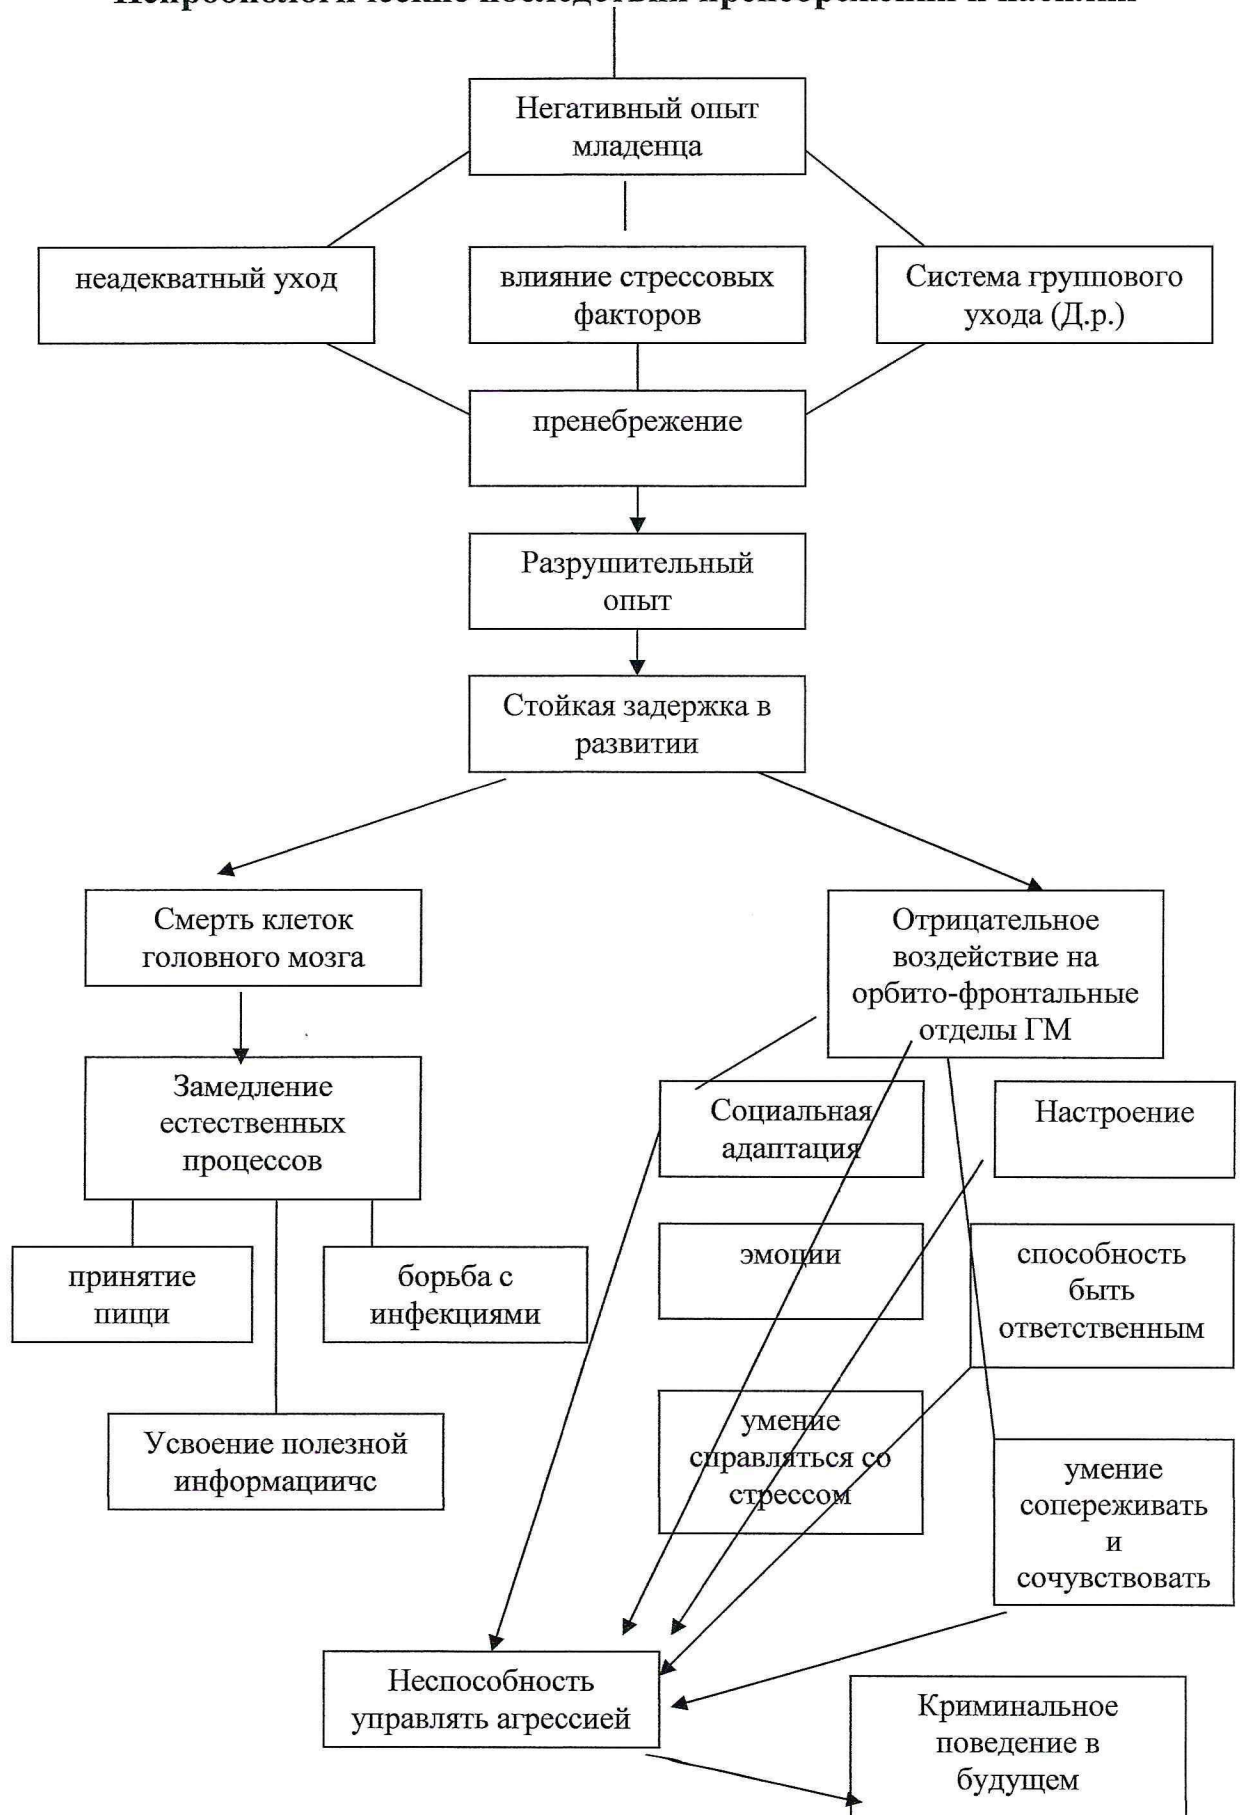 Негативный опыт
младенца
неадекватный уход
влияние стрессовых
факторов
Система группового
ухода (Д.р.)
пренебрежение
Разрушительный
опыт
Стойкая задержка в
развитии
Смерть клеток
головного мозга
Отрицательное
воздействие на
орбито-фронтальные
отделы ГМ
Замедление
естественных
процессов
Социальная
адаптация
Настроение
принятие
пищи
борьба с
инфекциями
эмоции
способность
быть
ответственным
Усвоение полезной
информациичс
умение
справляться со
стрессом
умение
сопереживать
и
сочувствовать
Неспособность
управлять агрессией
Криминальное
поведение в
будущем